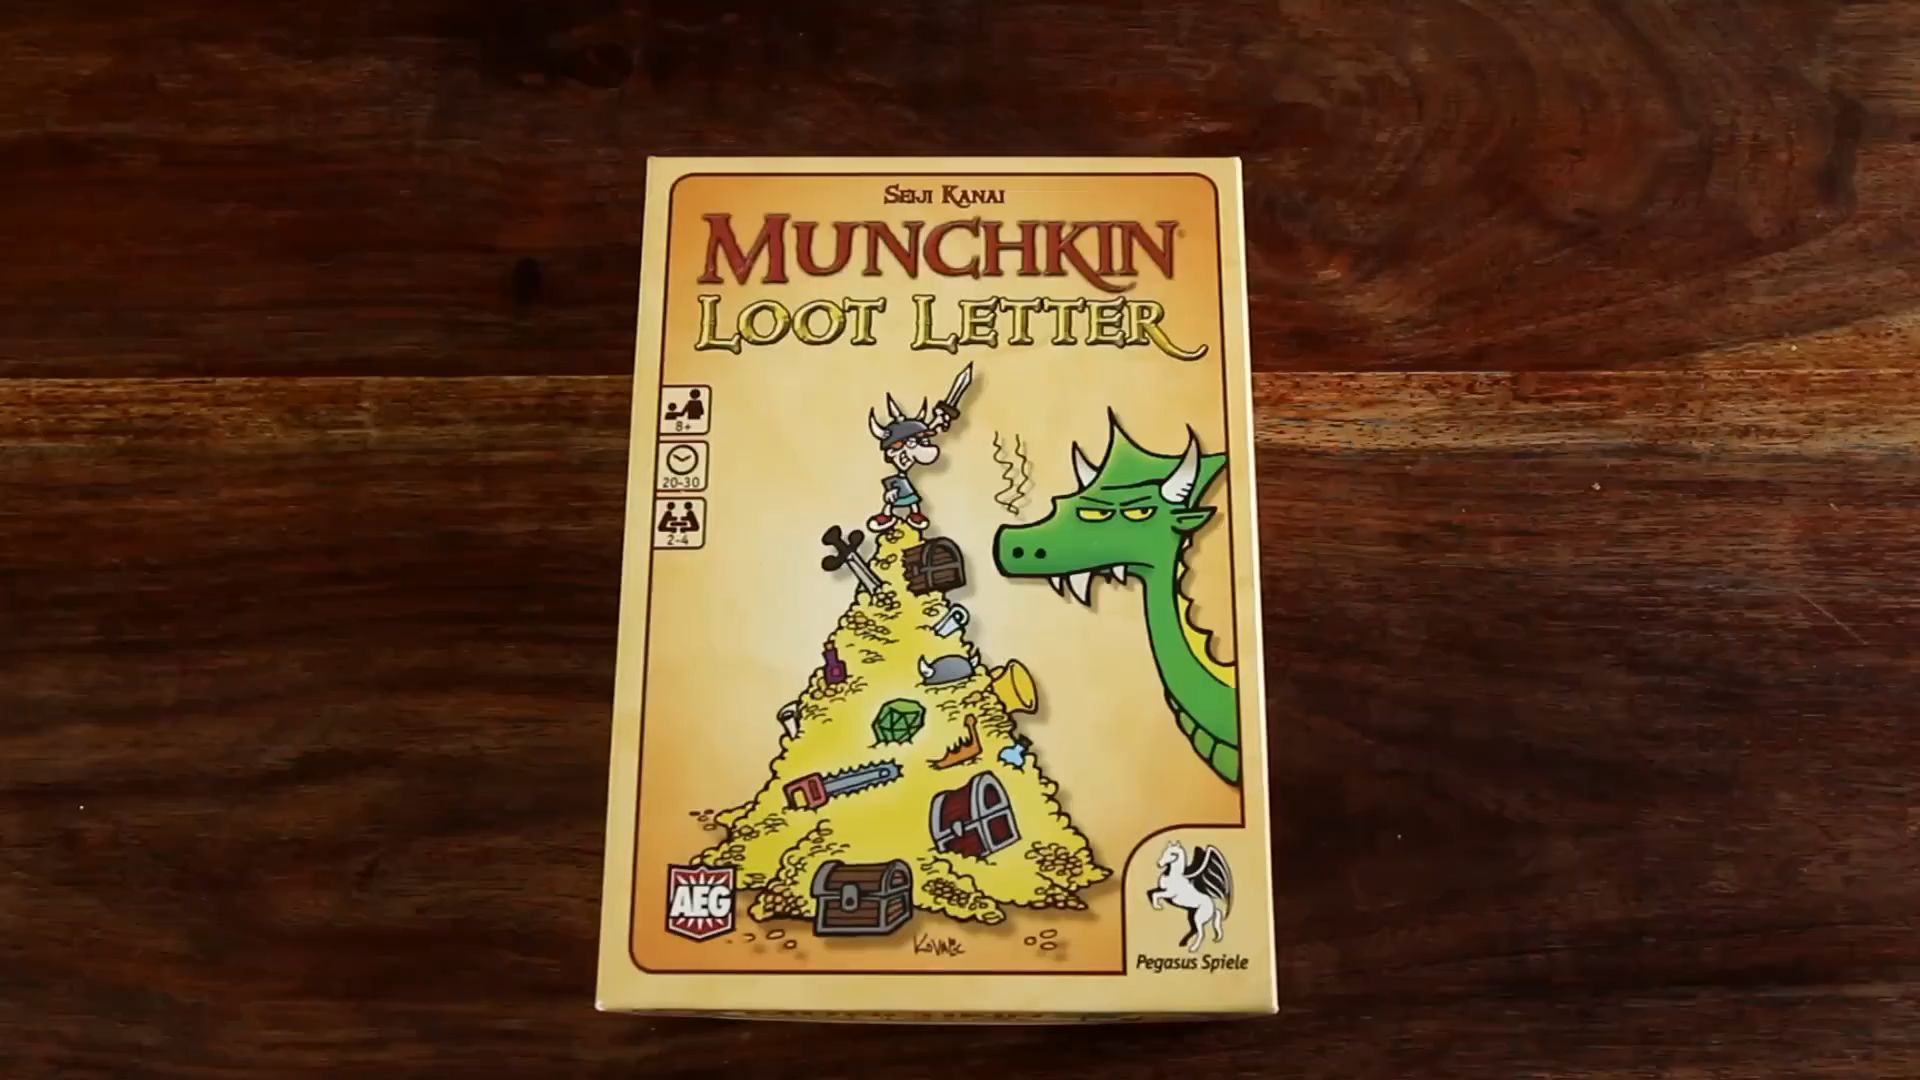 SEIJI KANAI
MUNCHKIN
LOOT LETTER
8+
20-30
2-4
AEG
KOVALIC
Pegasus Spiele